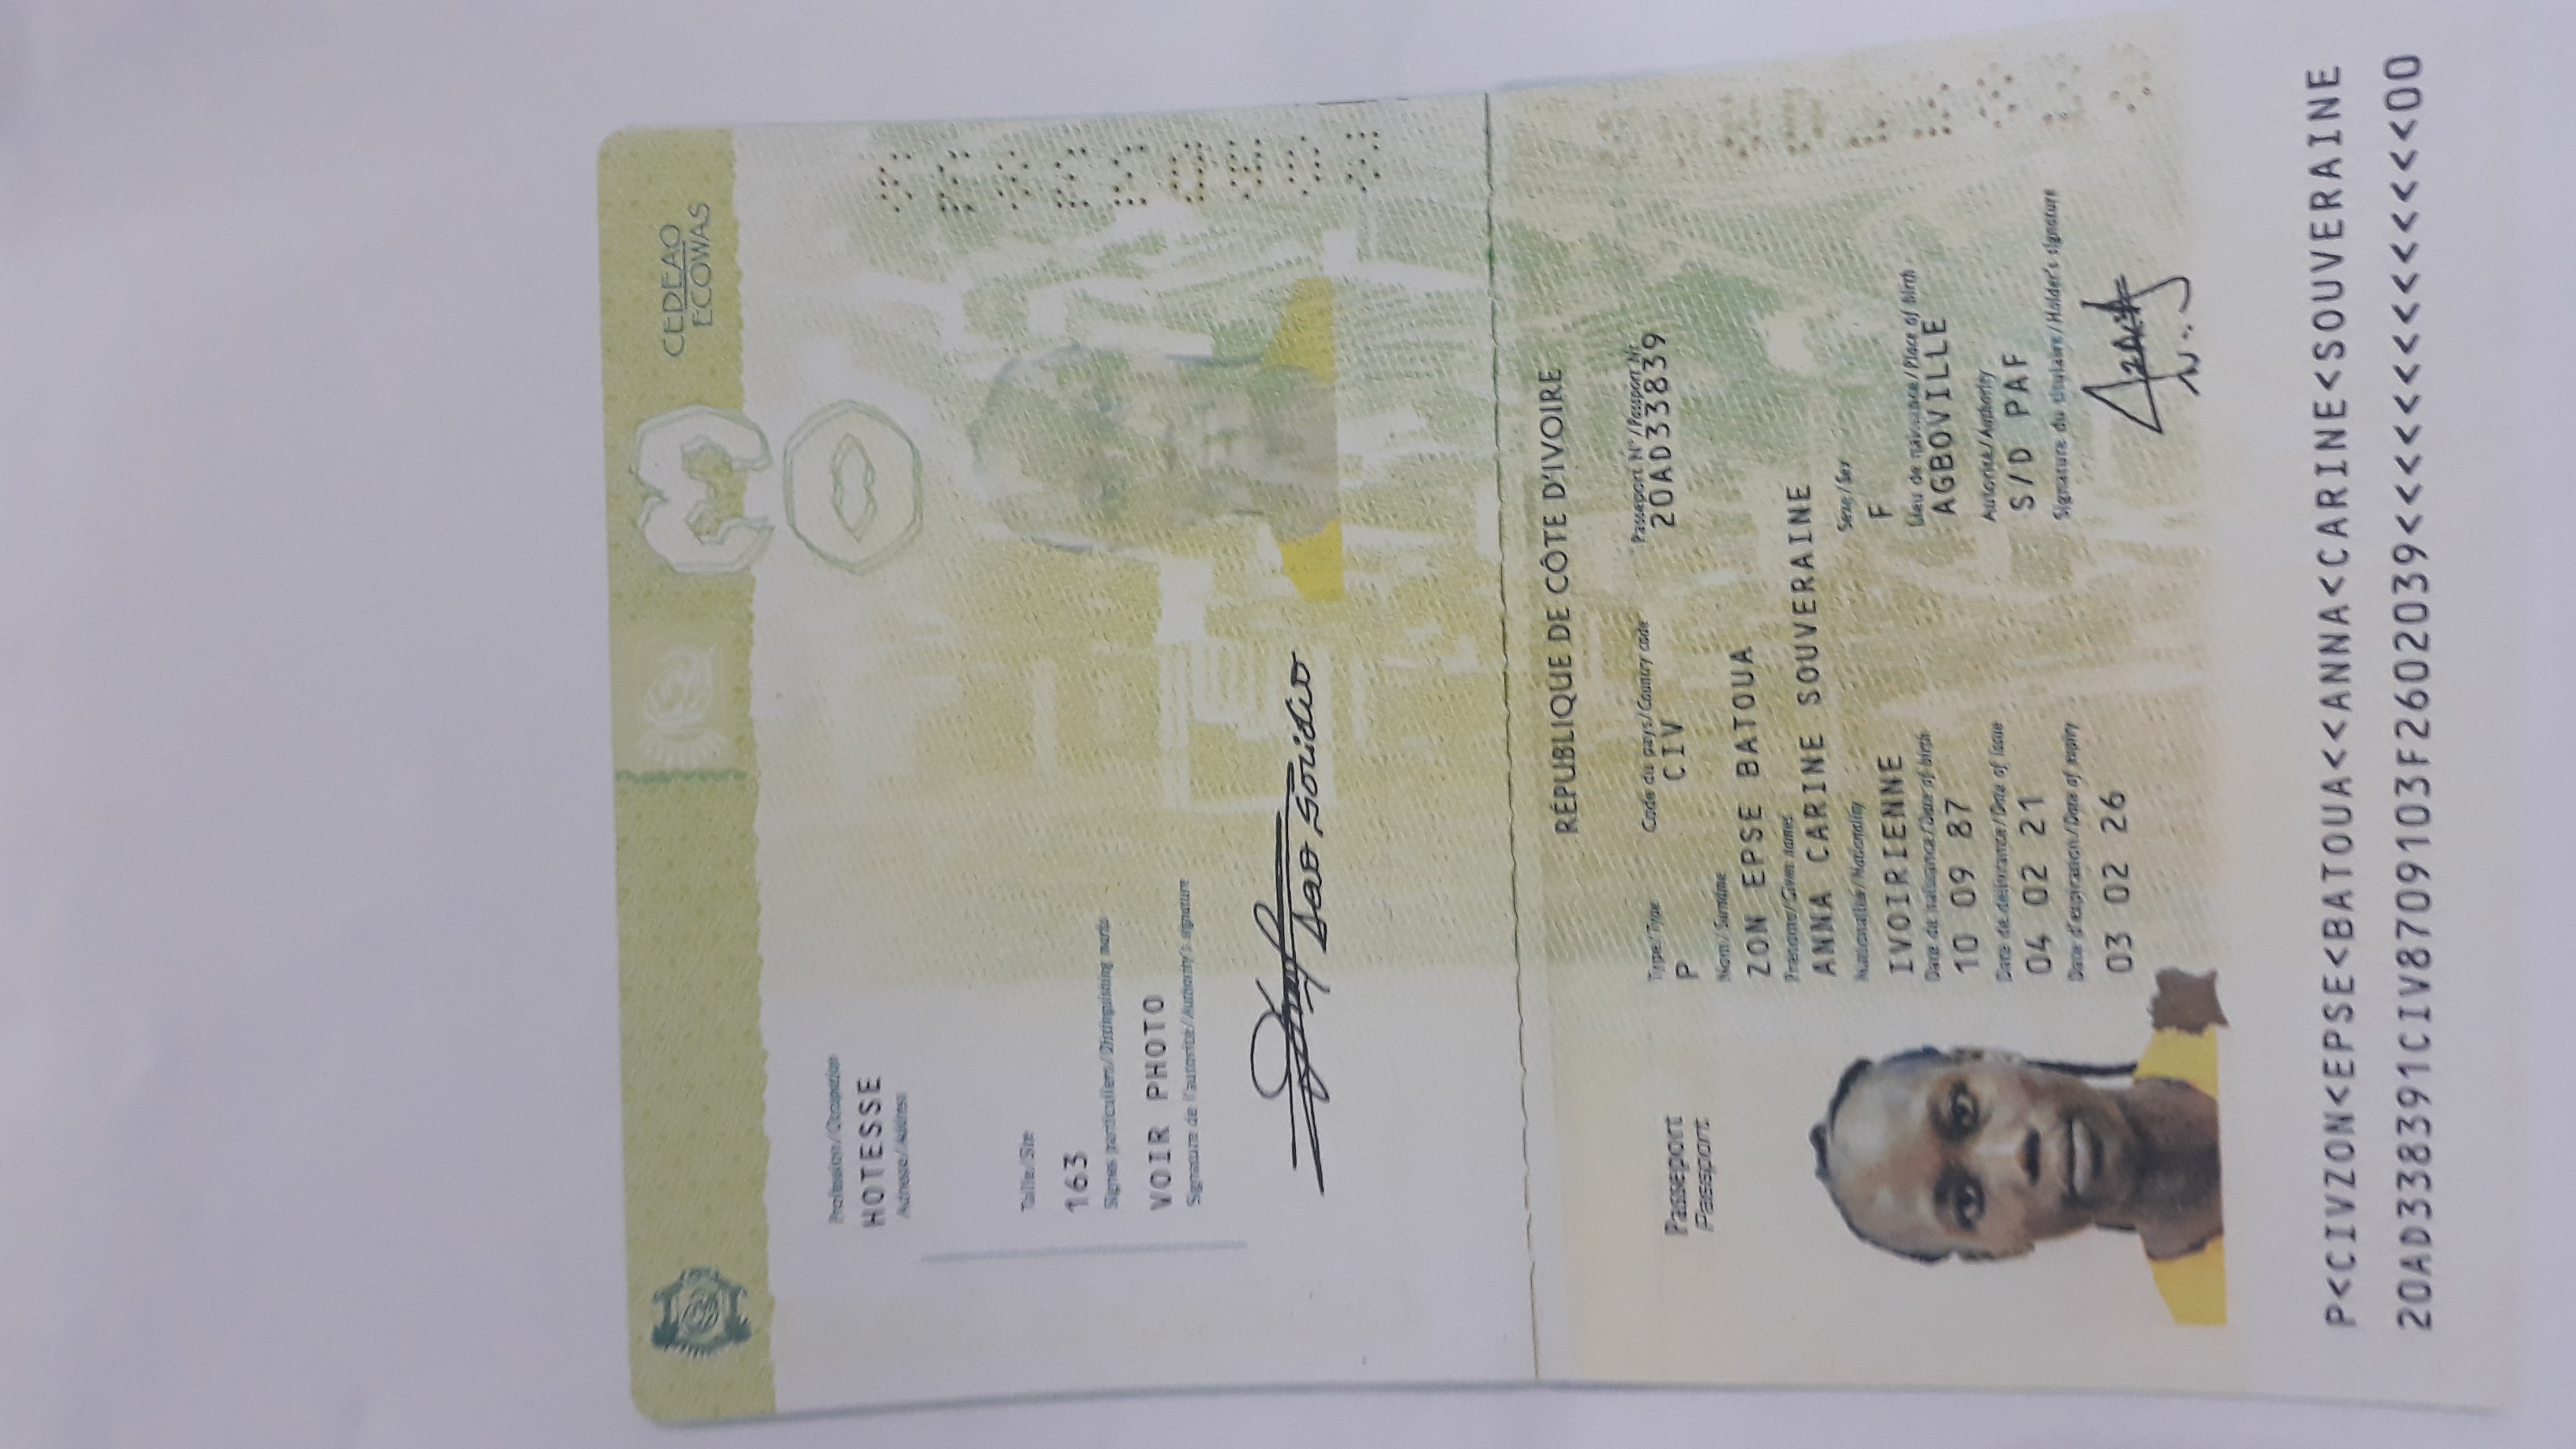 CEDEAO
ECOWAS
Profession/Occupation
HOTESSE
Adresse/Address
Taille/Size
163
Signes particuliers/Distinguishing marks
VOIR PHOTO
Signature de l'autorité/Authority's signature
RÉPUBLIQUE DE CÔTE D'IVOIRE
Passeport
Passport
Type/Type Code du pays/Country code Passeport N°/Passport Nr
P CIV 20AD33839
Nom/Surname
ZON EPSE BATOUA
Prénoms/Given names
ANNA CARINE SOUVERAINE
Nationalité/Nationality Sexe/Sex
IVOIRIENNE F
Date de naissance/Date of birth Lieu de naissance/Place of birth
10 09 87 AGBOVILLE
Date de délivrance/Date of issue Autorité/Authority
04 02 21 S/D PAF
Date d'expiration/Date of expiry Signature du titulaire/Holder's signature
03 02 26
P<CIVZON<EPSE<BATOUA<<ANNA<CARINE<SOUVERAINE
20AD338391CIV8709103F2602039<<<<<<<<<<<<<<00